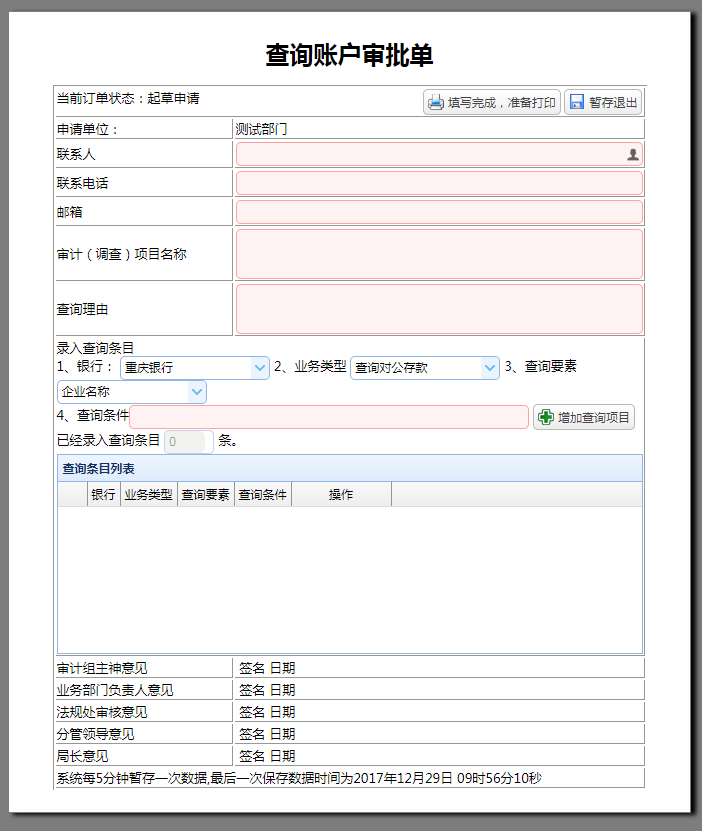 查询账户审批单
当前订单状态：起草申请 填写完成，准备打印 暂存退出
申请单位： 测试部门
联系人
联系电话
邮箱
审计（调查）项目名称
查询理由
录入查询条目
1、银行： 重庆银行 2、业务类型 查询对公存款 3、查询要素
企业名称
4、查询条件 增加查询项目
已经录入查询条目 0 条。
查询条目列表
银行 业务类型 查询要素 查询条件 操作
审计组主神意见 签名 日期
业务部门负责人意见 签名 日期
法规处审核意见 签名 日期
分管领导意见 签名 日期
局长意见 签名 日期
系统每5分钟暂存一次数据,最后一次保存数据时间为2017年12月29日 09时56分10秒